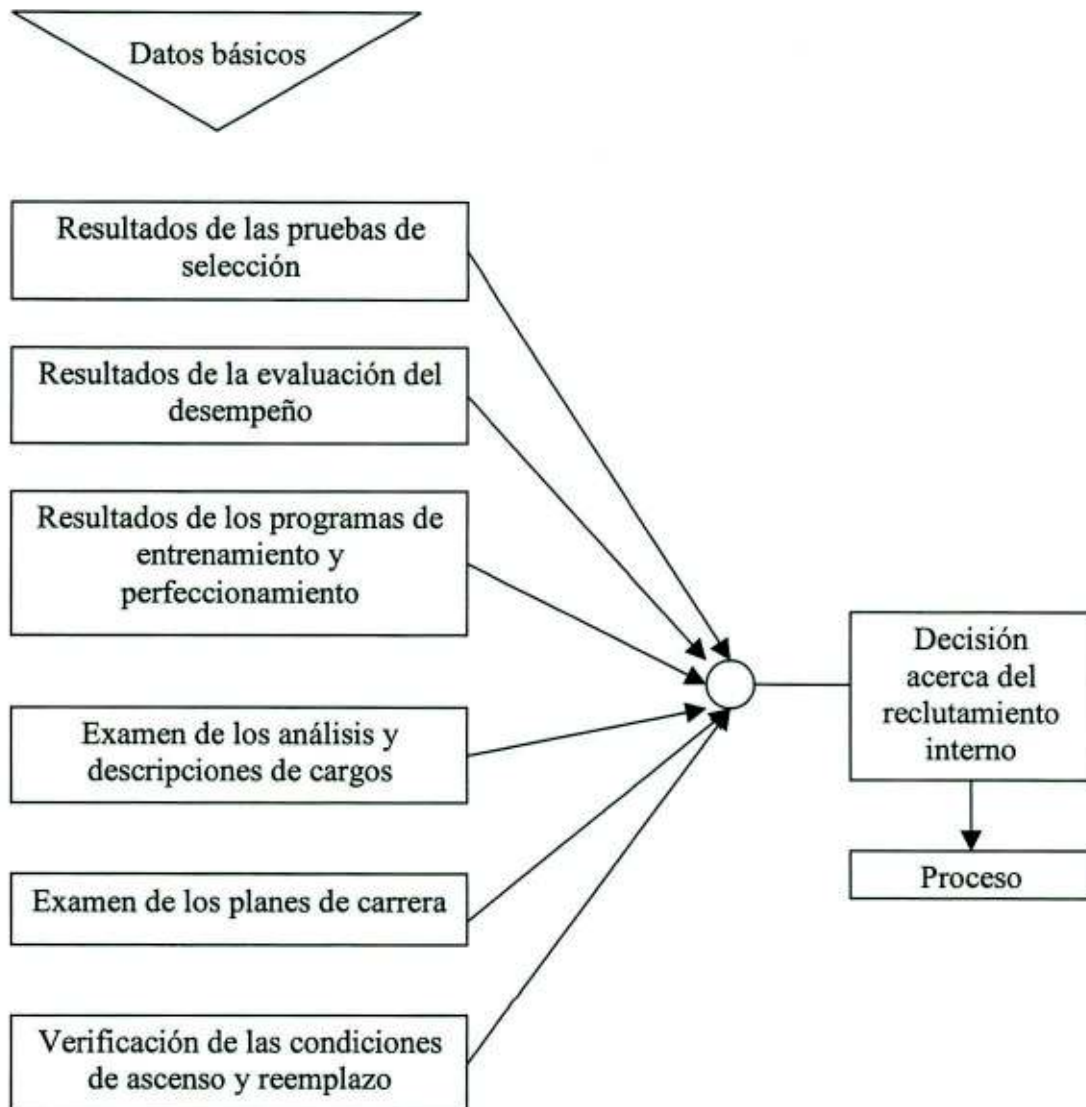 Datos básicos
Resultados de las pruebas de
selección
Resultados de la evaluación del
desempeño
Resultados de los programas de
entrenamiento y
perfeccionamiento
Examen de los análisis y
descripciones de cargos
Examen de los planes de carrera
Verificación de las condiciones
de ascenso y reemplazo
Decisión
acerca del
reclutamiento
interno
Proceso